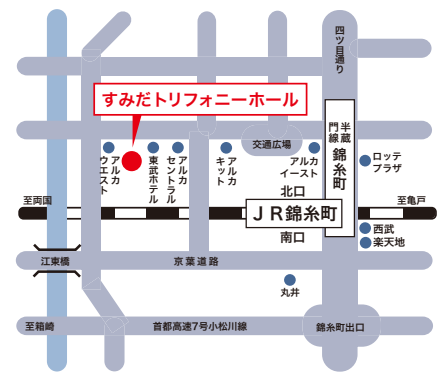 四ツ目通り
すみだトリフォニーホール
半蔵
門線
錦糸町
交通広場
アルカ
ウエスト
東武ホテル
アルカ
セントラル
アルカ
キット
アルカ
イースト
ロッテ
プラザ
北口
至両国
JR錦糸町
至亀戸
南口
西武
楽天地
江東橋
京葉道路
丸井
至箱崎
首都高速7号小松川線
錦糸町出口